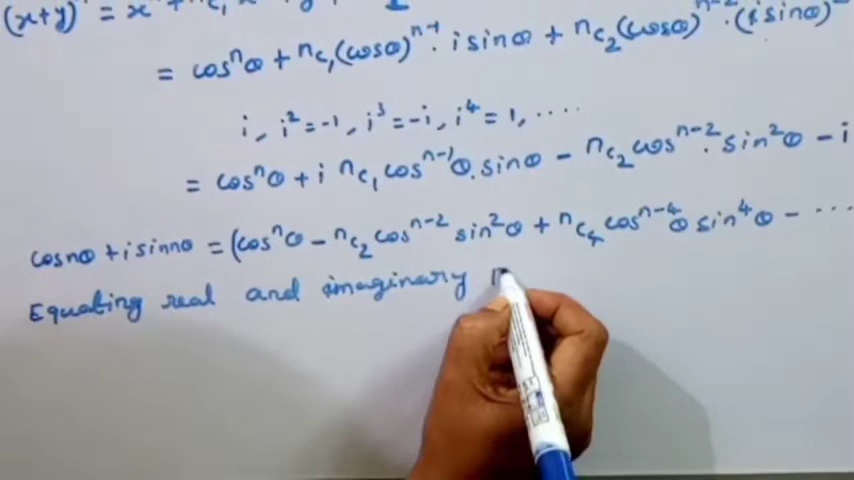 (x+y) = x
= cosⁿθ + ⁿC₁(cosθ)ⁿ⁻¹. i sinθ + ⁿC₂(cosθ)ⁿ⁻². (i sinθ)²
i, i² = -1, i³ = -i, i⁴ = 1, ....
= cosⁿθ + i ⁿC₁ cosⁿ⁻¹θ. sinθ - ⁿC₂ cosⁿ⁻². sin²θ - i
cosnθ + i sinnθ = (cosⁿθ - ⁿC₂ cosⁿ⁻² sin²θ + ⁿC₄ cosⁿ⁻⁴θ sin⁴θ - ...
Equating real and imaginary